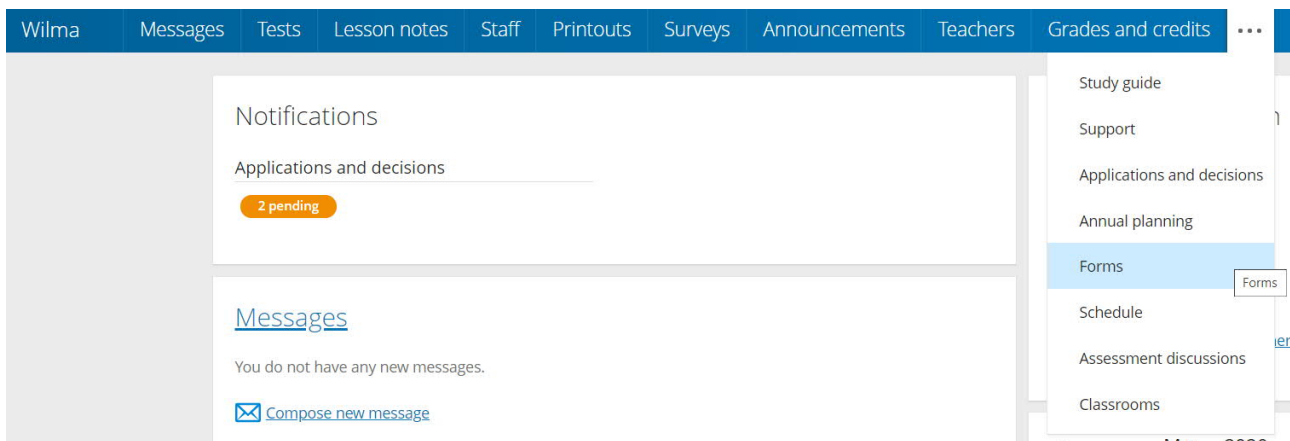 Wilma Messages Tests Lesson notes Staff Printouts Surveys Announcements Teachers Grades and credits ...
Notifications
Applications and decisions
2 pending
Messages
You do not have any new messages.
Compose new message
Study guide
Support
Applications and decisions
Annual planning
Forms
Forms
Schedule
Assessment discussions
Classrooms